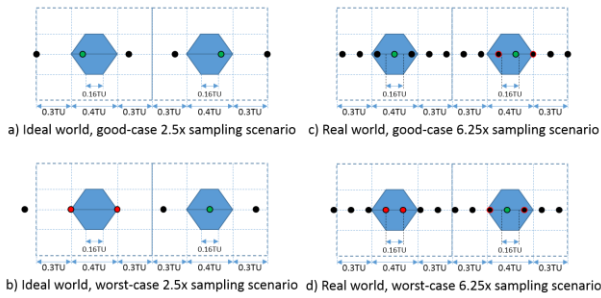 0.16TU 0.16TU
0.3TU 0.4TU 0.3TU 0.3TU 0.4TU 0.3TU
a) Ideal world, good-case 2.5x sampling scenario
0.16TU 0.16TU
0.3TU 0.4TU 0.3TU 0.3TU 0.4TU 0.3TU
c) Real world, good-case 6.25x sampling scenario
0.16TU 0.16TU
0.3TU 0.4TU 0.3TU 0.3TU 0.4TU 0.3TU
b) Ideal world, worst-case 2.5x sampling scenario
0.16TU 0.16TU
0.3TU 0.4TU 0.3TU 0.3TU 0.4TU 0.3TU
d) Real world, worst-case 6.25x sampling scenario